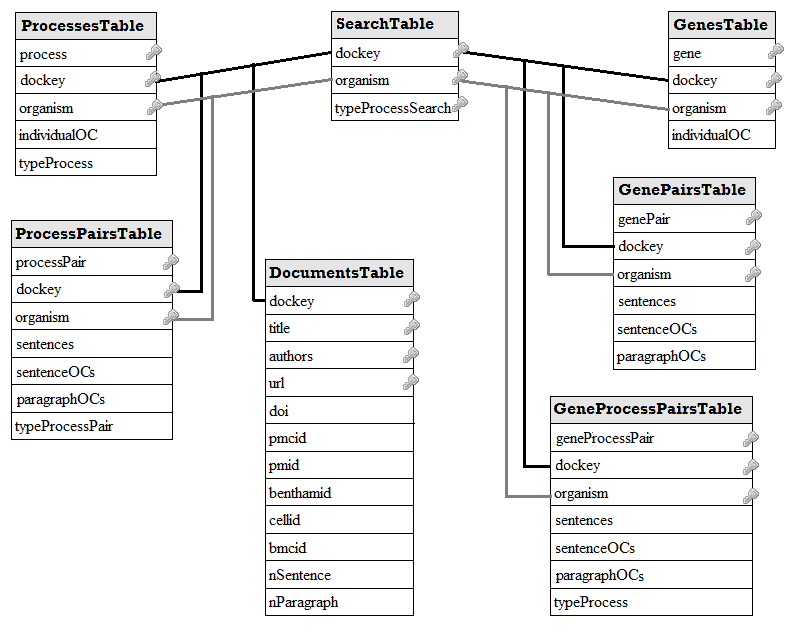 ProcessesTable
process
dockey
organism
individualOC
typeProcess
SearchTable
dockey
organism
typeProcessSearch
GenesTable
gene
dockey
organism
individualOC
GenePairsTable
genePair
dockey
organism
sentences
sentenceOCs
paragraphOCs
ProcessPairsTable
processPair
dockey
organism
sentences
sentenceOCs
paragraphOCs
typeProcessPair
DocumentsTable
dockey
title
authors
url
doi
pmcid
pmid
benthamid
cellid
bmcid
nSentence
nParagraph
GeneProcessPairsTable
geneProcessPair
dockey
organism
sentences
sentenceOCs
paragraphOCs
typeProcess